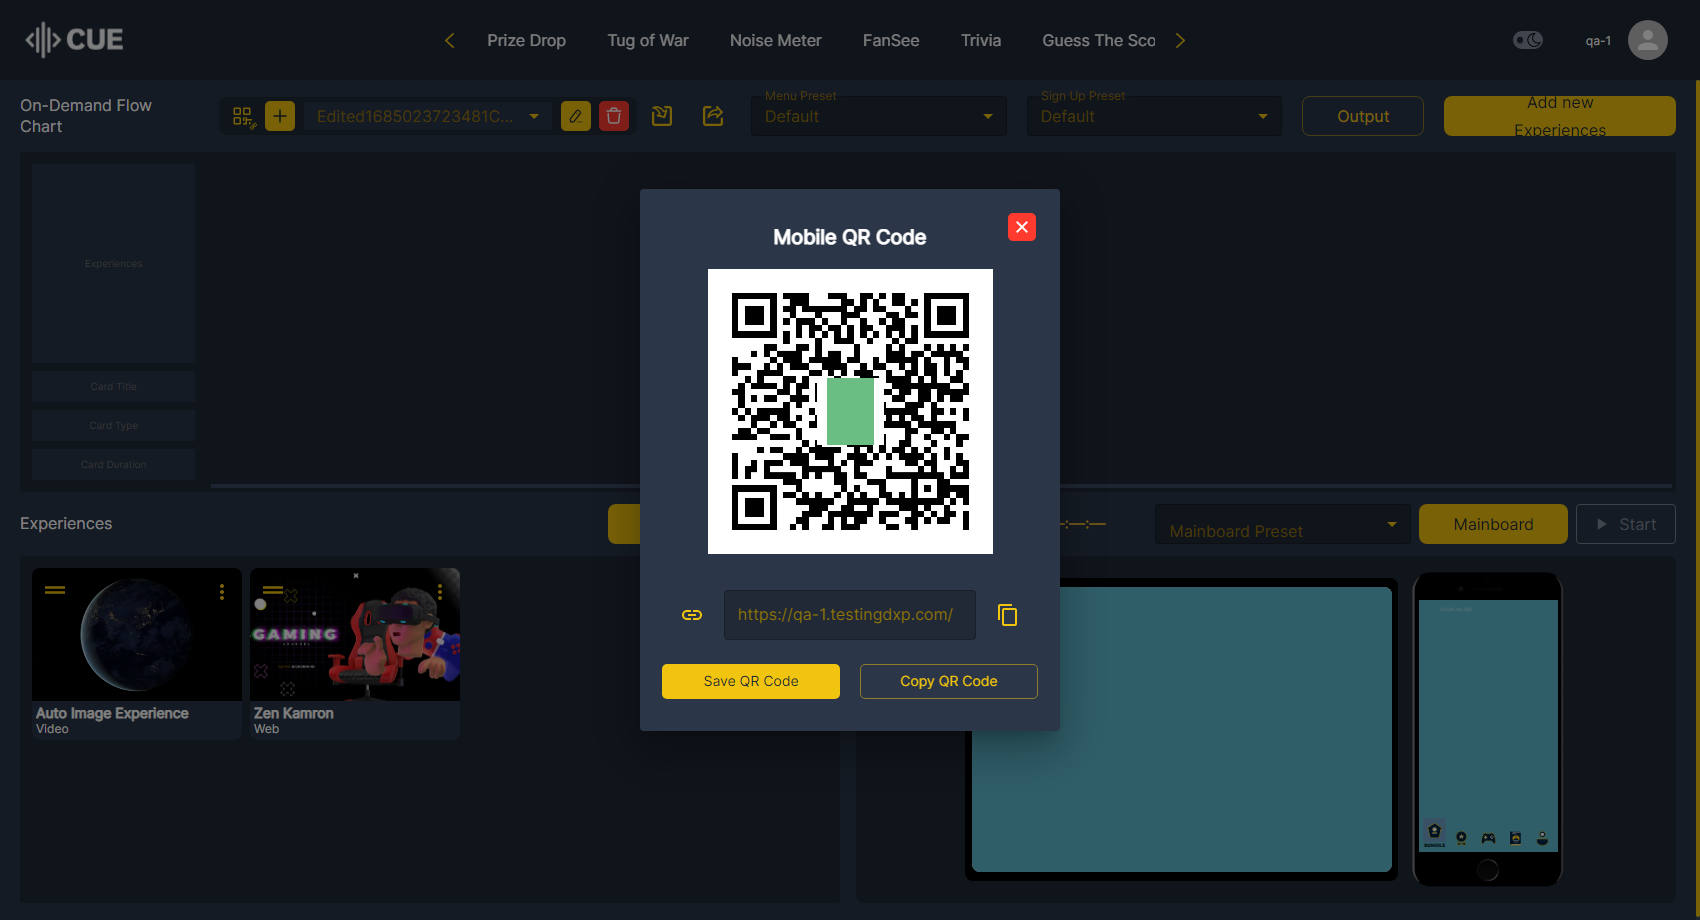 CUE
Prize Drop
Tug of War
Noise Meter
FanSee
Trivia
Guess The Sco
qa-1
On-Demand Flow
Chart
Edited1685023723481C...
Menu Preset
Default
Sign Up Preset
Default
Output
Add new
Experiences
Experiences
Card Title
Card Type
Card Duration
Mobile QR Code
https://qa-1.testingdxp.com/
Save QR Code
Copy QR Code
Experiences
Mainboard Preset
Mainboard
Start
GAMING
Auto Image Experience
Video
Zen Kamron
Web